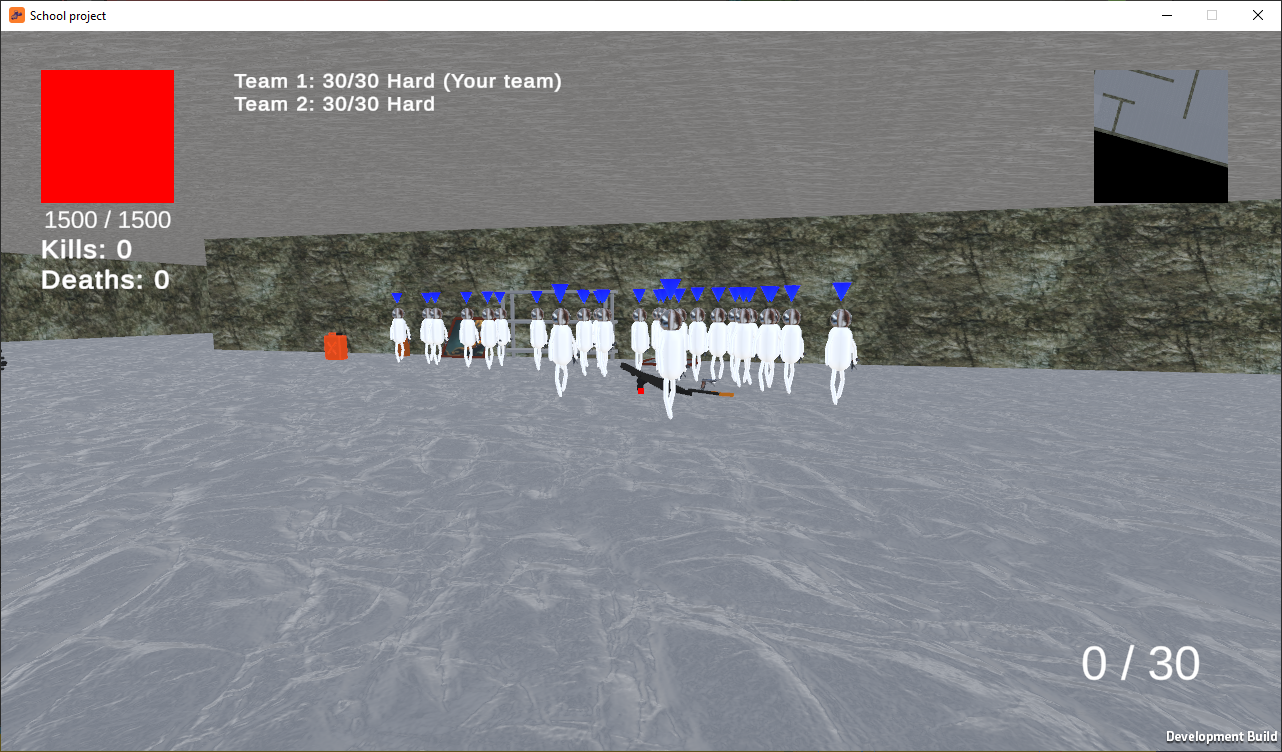 School project
Team 1: 30/30 Hard (Your team)
Team 2: 30/30 Hard
1500 / 1500
Kills: 0
Deaths: 0
0 / 30
Development Build